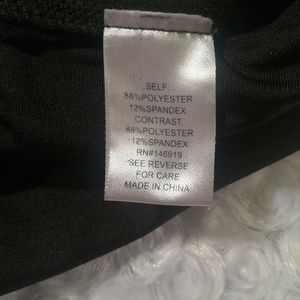 SELF
88%POLYESTER
12%SPANDEX
CONTRAST
88%POLYESTER
12%SPANDEX
RN#146919
*SEE REVERSE
FOR CARE
MADE IN CHINA